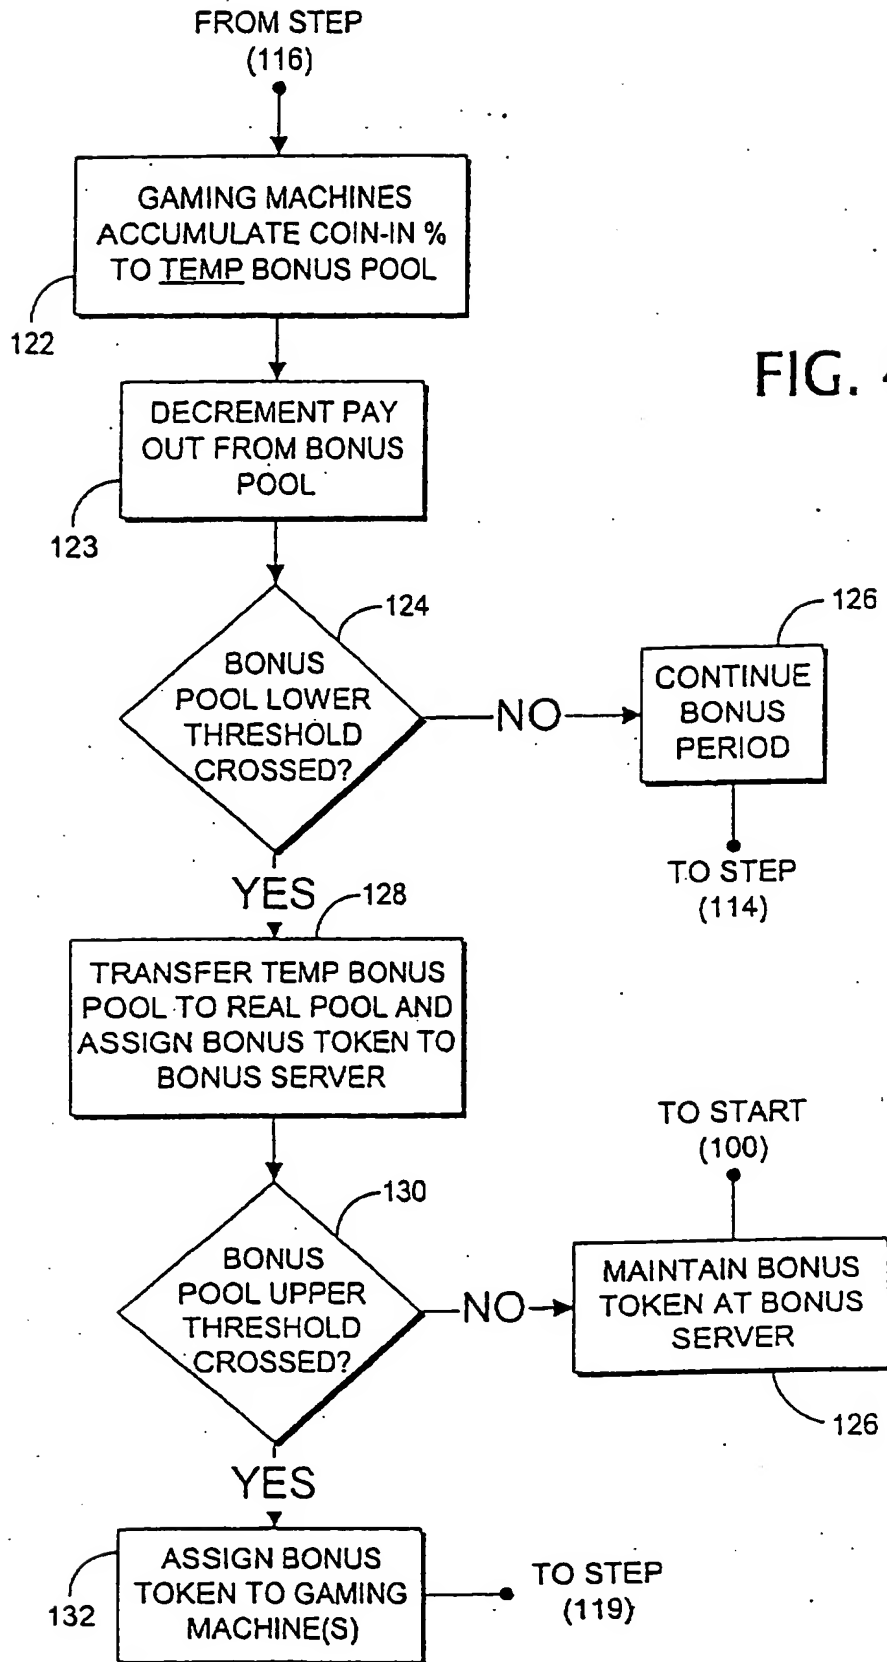 FROM STEP
(116)
GAMING MACHINES
ACCUMULATE COIN-IN %
TO TEMP BONUS POOL
122
FIG. 4
DECREMENT PAY
OUT FROM BONUS
POOL
123
124
BONUS
POOL LOWER
THRESHOLD
CROSSED?
NO
126
CONTINUE
BONUS
PERIOD
TO STEP
(114)
YES
128
TRANSFER TEMP BONUS
POOL TO REAL POOL AND
ASSIGN BONUS TOKEN TO
BONUS SERVER
TO START
(100)
130
BONUS
POOL UPPER
THRESHOLD
CROSSED?
NO
MAINTAIN BONUS
TOKEN AT BONUS
SERVER
126
YES
ASSIGN BONUS
TOKEN TO GAMING
MACHINE(S)
132
TO STEP
(119)